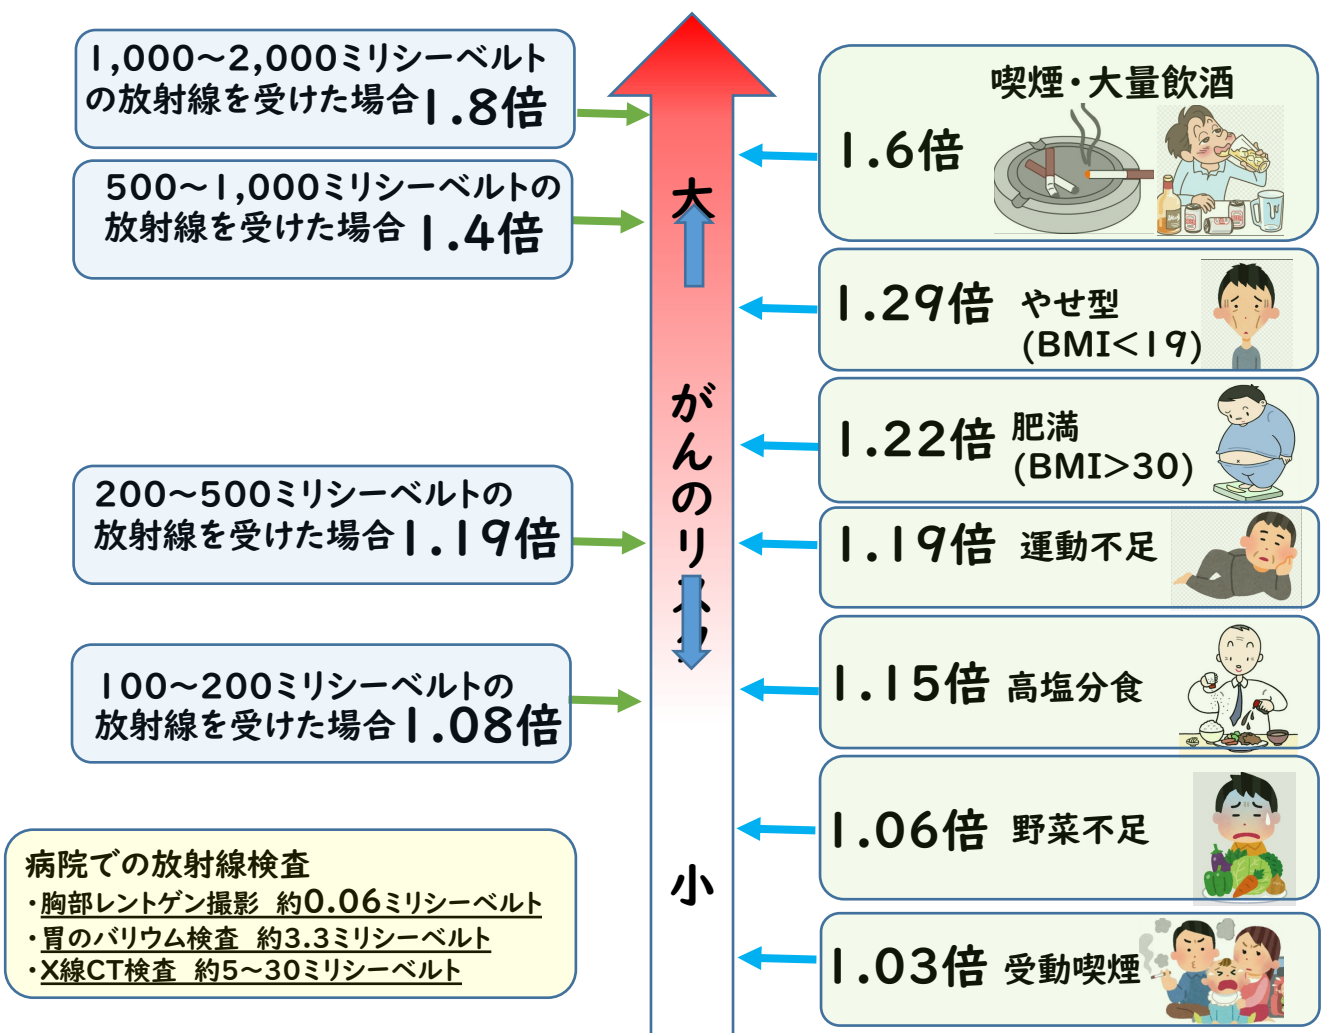 1,000～2,000ミリシーベルト
の放射線を受けた場合1.8倍
500～1,000ミリシーベルトの
放射線を受けた場合 1.4倍
200～500ミリシーベルトの
放射線を受けた場合1.19倍
100～200ミリシーベルトの
放射線を受けた場合1.08倍
病院での放射線検査
・胸部レントゲン撮影 約0.06ミリシーベルト
・胃のバリウム検査 約3.3ミリシーベルト
・X線CT検査 約5～30ミリシーベルト
大
がんのリスク
小
喫煙・大量飲酒
1.6倍
1.29倍 やせ型
(BMI<19)
1.22倍 肥満
(BMI>30)
1.19倍 運動不足
1.15倍 高塩分食
1.06倍 野菜不足
1.03倍 受動喫煙